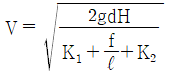 V = √(2gdH / (K₁ + f/ℓ + K₂))